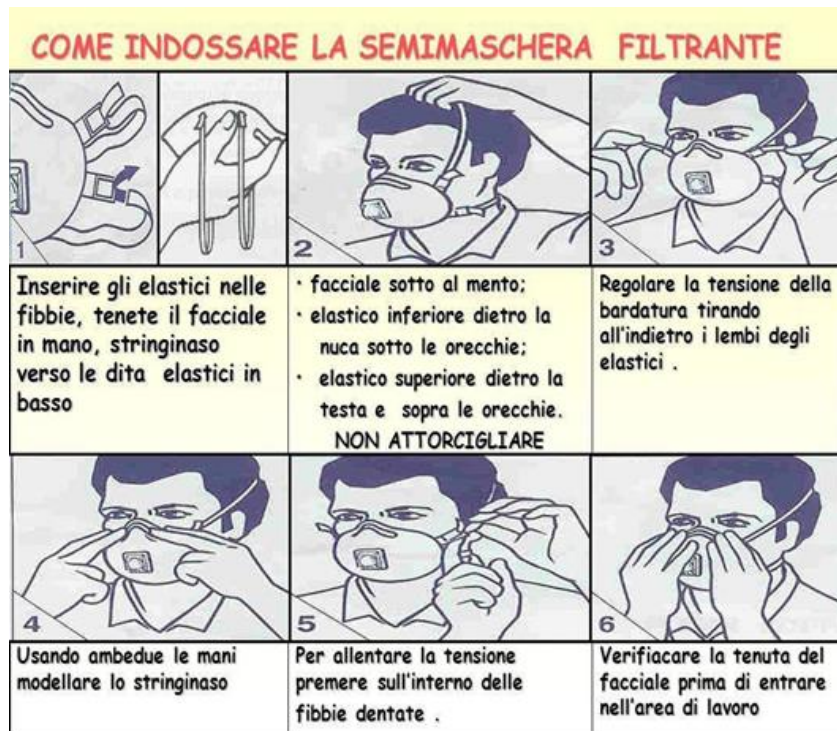 COME INDOSSARE LA SEMIMASCHERA FILTRANTE
1
2
3
Inserire gli elastici nelle
fibbie, tenete il facciale
in mano, stringinaso
verso le dita elastici in
basso
· facciale sotto al mento;
· elastico inferiore dietro la
nuca sotto le orecchie;
· elastico superiore dietro la
testa e sopra le orecchie.
NON ATTORCIGLIARE
Regolare la tensione della
bardatura tirando
all'indietro i lembi degli
elastici .
4
5
6
Usando ambedue le mani
modellare lo stringinaso
Per allentare la tensione
premere sull'interno delle
fibbie dentate .
Verifiacare la tenuta del
facciale prima di entrare
nell'area di lavoro